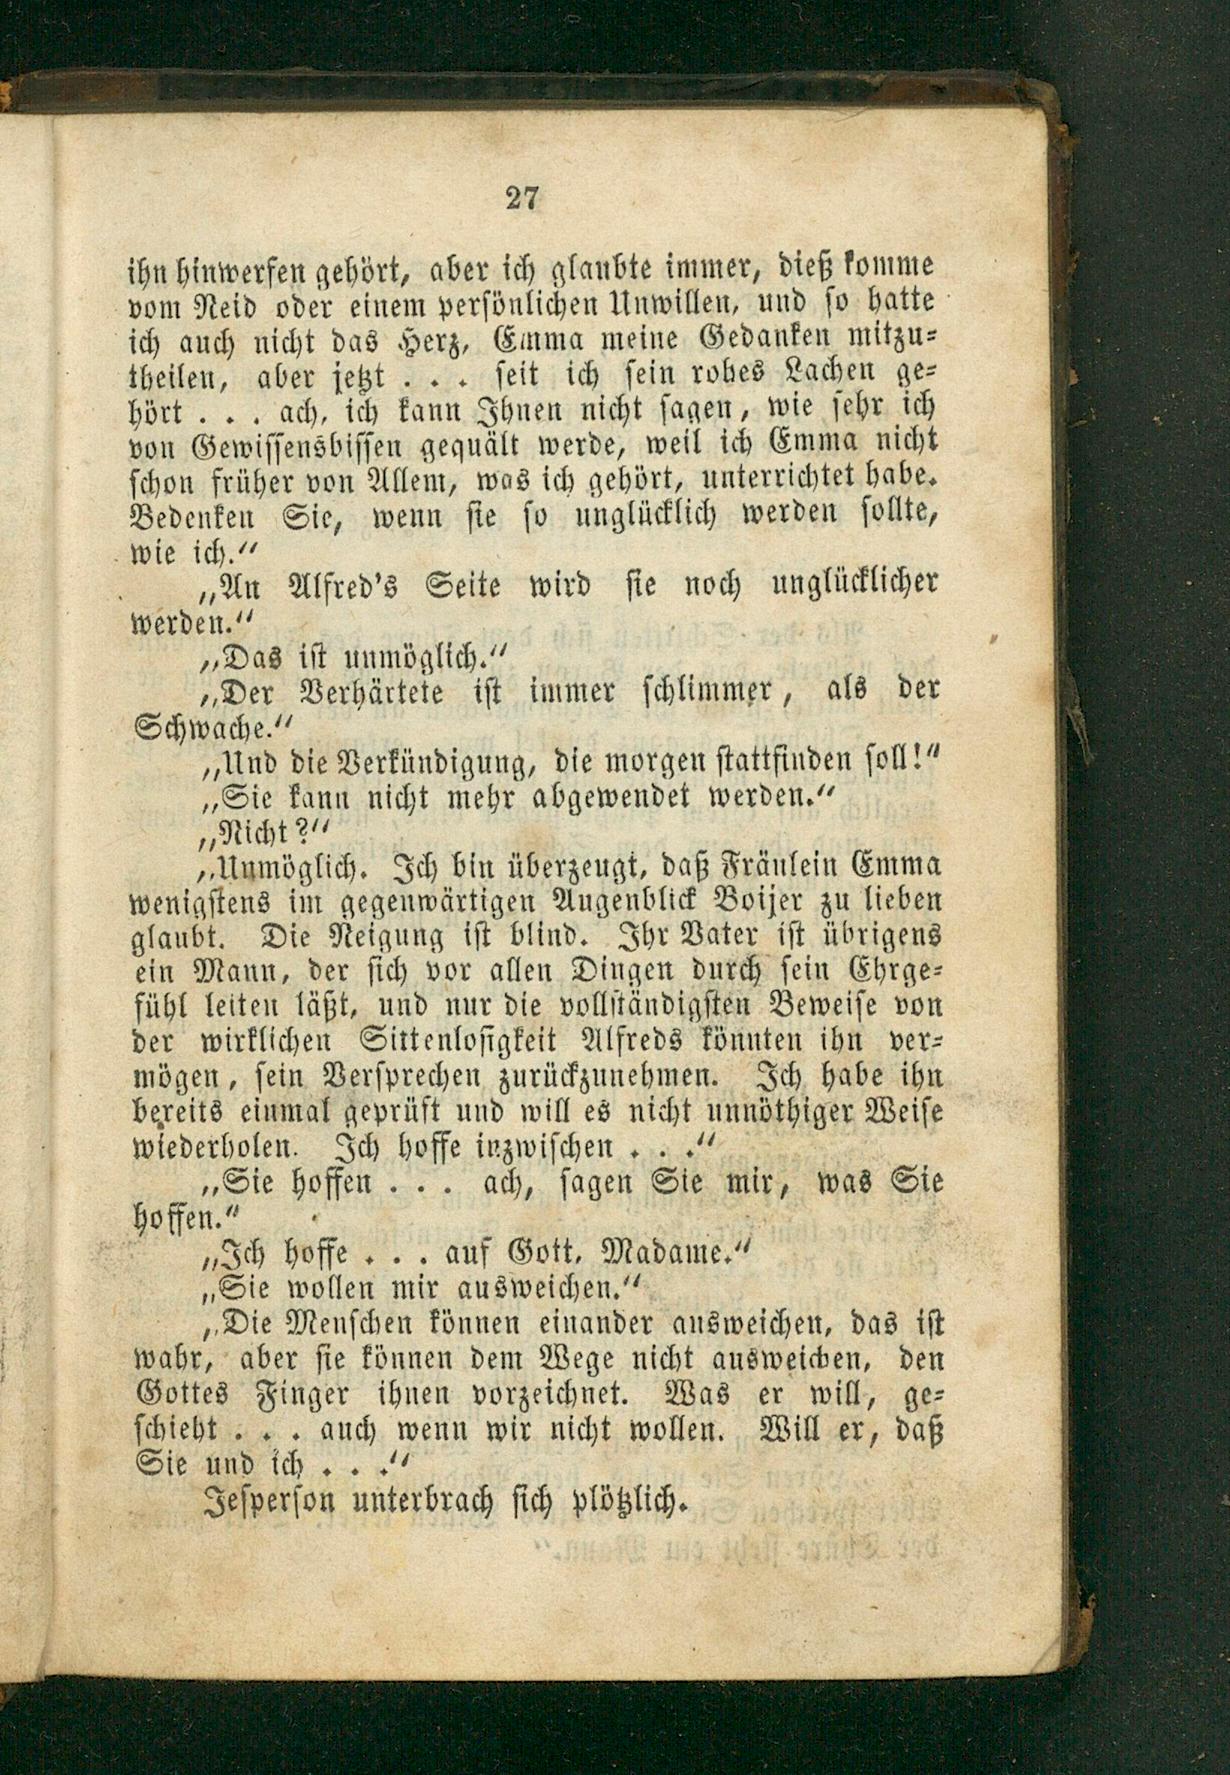 27
ihn hinwerfen gehört, aber ich glaubte immer, dieß komme
vom Neid oder einem persönlichen Unwillen, und so hatte
ich auch nicht das Herz, Emma meine Gedanken mitzu-
theilen, aber jetzt . . . seit ich sein rohes Lachen ge-
hört . . . ach, ich kann Ihnen nicht sagen, wie sehr ich
von Gewissensbissen gequält werde, weil ich Emma nicht
schon früher von Allem, was ich gehört, unterrichtet habe.
Bedenken Sie, wenn sie so unglücklich werden sollte,
wie ich.“
„An Alfred's Seite wird sie noch unglücklicher
werden.“
„Das ist unmöglich.“
„Der Verhärtete ist immer schlimmer, als der
Schwache.“
„Und die Verkündigung, die morgen stattfinden soll!“
„Sie kann nicht mehr abgewendet werden.“
„Nicht?“
„Unmöglich. Ich bin überzeugt, daß Fräulein Emma
wenigstens im gegenwärtigen Augenblick Boijer zu lieben
glaubt. Die Neigung ist blind. Ihr Vater ist übrigens
ein Mann, der sich vor allen Dingen durch sein Ehrge-
fühl leiten läßt, und nur die vollständigsten Beweise von
der wirklichen Sittenlosigkeit Alfreds könnten ihn ver-
mögen, sein Versprechen zurückzunehmen. Ich habe ihn
bereits einmal geprüft und will es nicht unnöthiger Weise
wiederholen. Ich hoffe inzwischen . . .“
„Sie hoffen . . . ach, sagen Sie mir, was Sie
hoffen.“
„Ich hoffe . . . auf Gott, Madame.“
„Sie wollen mir ausweichen.“
„Die Menschen können einander ausweichen, das ist
wahr, aber sie können dem Wege nicht ausweichen, den
Gottes Finger ihnen vorzeichnet. Was er will, ge-
schieht . . . auch wenn wir nicht wollen. Will er, daß
Sie und ich . . .“
Jesperson unterbrach sich plötzlich.